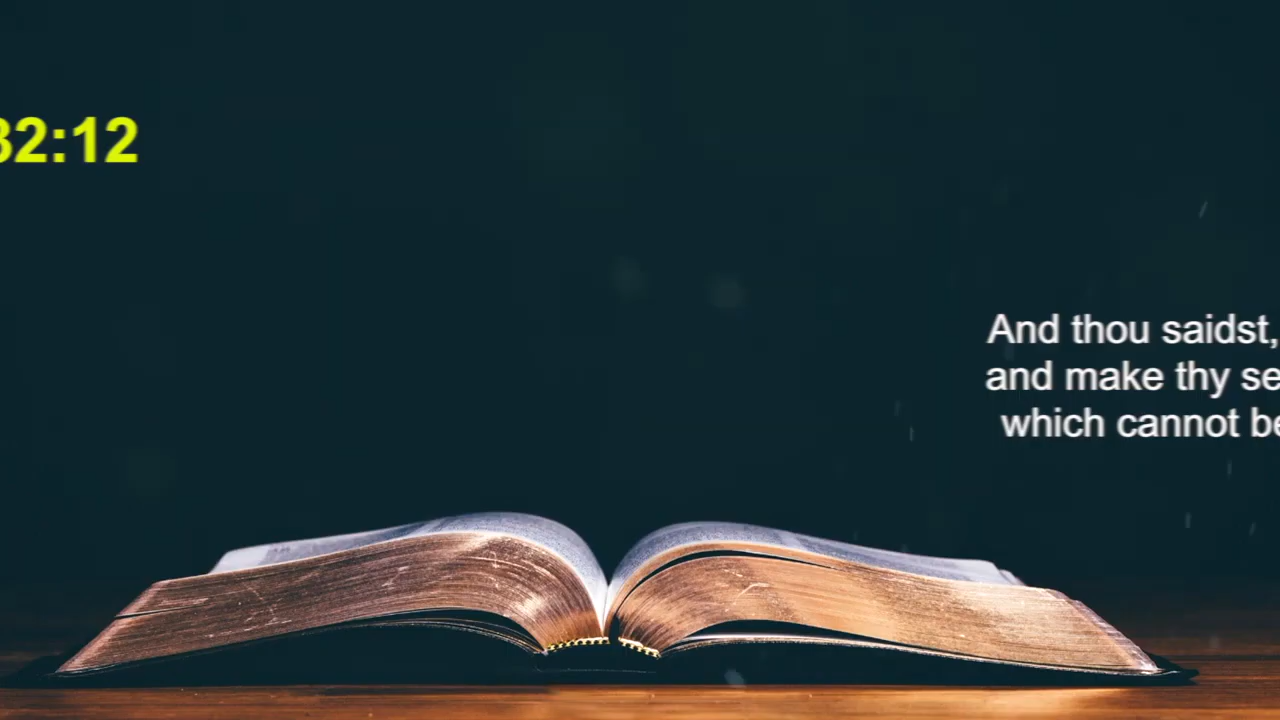 32:12
And thou saidst,
and make thy se
which cannot be